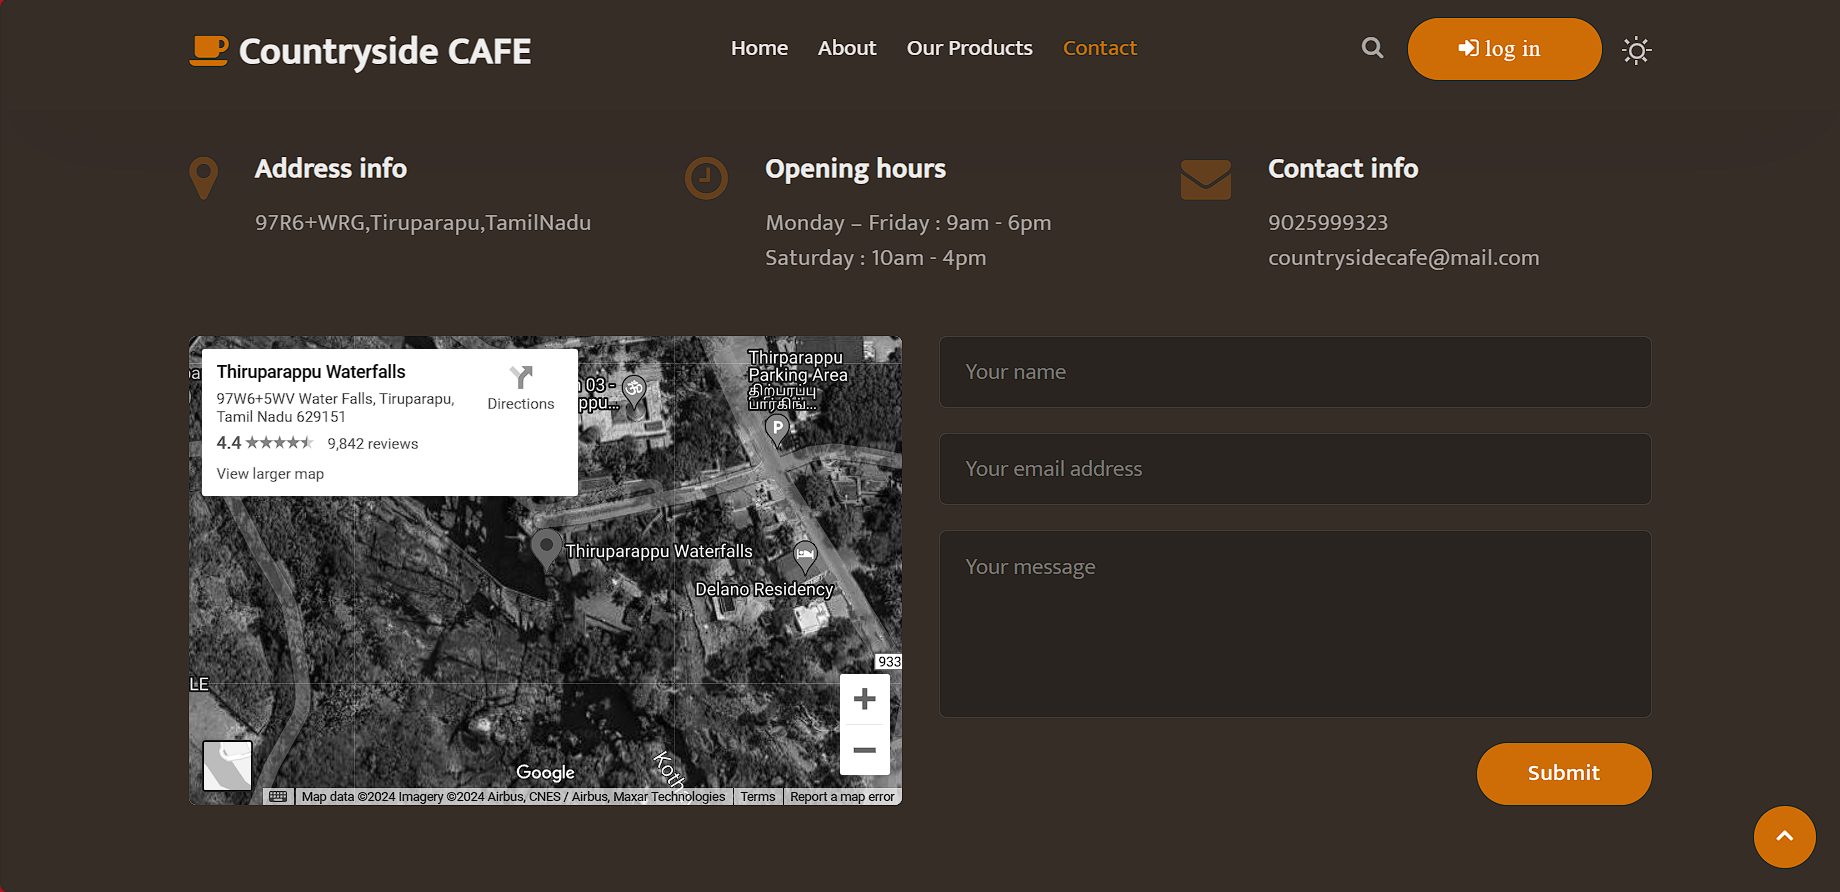 Countryside CAFE
Home About Our Products Contact
log in
Address info
97R6+WRG,Tiruparapu,TamilNadu
Opening hours
Monday – Friday : 9am - 6pm
Saturday : 10am - 4pm
Contact info
9025999323
countrysidecafe@mail.com
Thiruparappu Waterfalls
97W6+5WV Water Falls, Tiruparapu,
Tamil Nadu 629151
4.4 9,842 reviews
View larger map
Directions
03 -
Thirparappu
Parking Area
திற்பரப்பு
பார்கிங்...
P
Thiruparappu Waterfalls
Delano Residency
933
LE
Koth
Google
Map data ©2024 Imagery ©2024 Airbus, CNES / Airbus, Maxar Technologies
Terms
Report a map error
Your name
Your email address
Your message
Submit